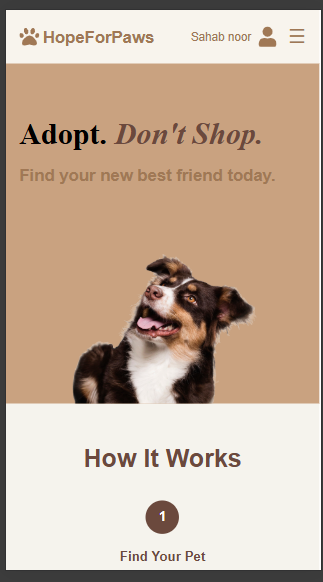 HopeForPaws
Sahab noor
Adopt. Don't Shop.
Find your new best friend today.
How It Works
1
Find Your Pet